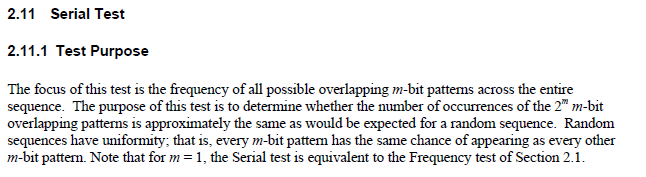 2.11 Serial Test
2.11.1 Test Purpose
The focus of this test is the frequency of all possible overlapping m-bit patterns across the entire
sequence. The purpose of this test is to determine whether the number of occurrences of the 2ᵐ m-bit
overlapping patterns is approximately the same as would be expected for a random sequence. Random
sequences have uniformity; that is, every m-bit pattern has the same chance of appearing as every other
m-bit pattern. Note that for m = 1, the Serial test is equivalent to the Frequency test of Section 2.1.